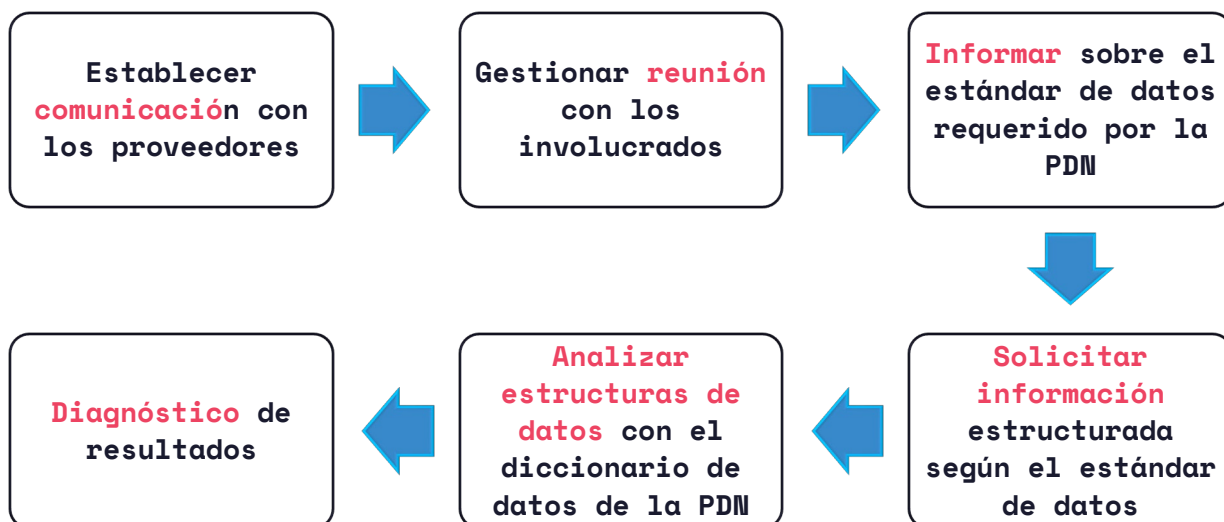 Establecer
comunicación con
los proveedores
Gestionar reunión
con los
involucrados
Informar sobre el
estándar de datos
requerido por la
PDN
Solicitar
información
estructurada
según el estándar
de datos
Analizar
estructuras de
datos con el
diccionario de
datos de la PDN
Diagnóstico de
resultados